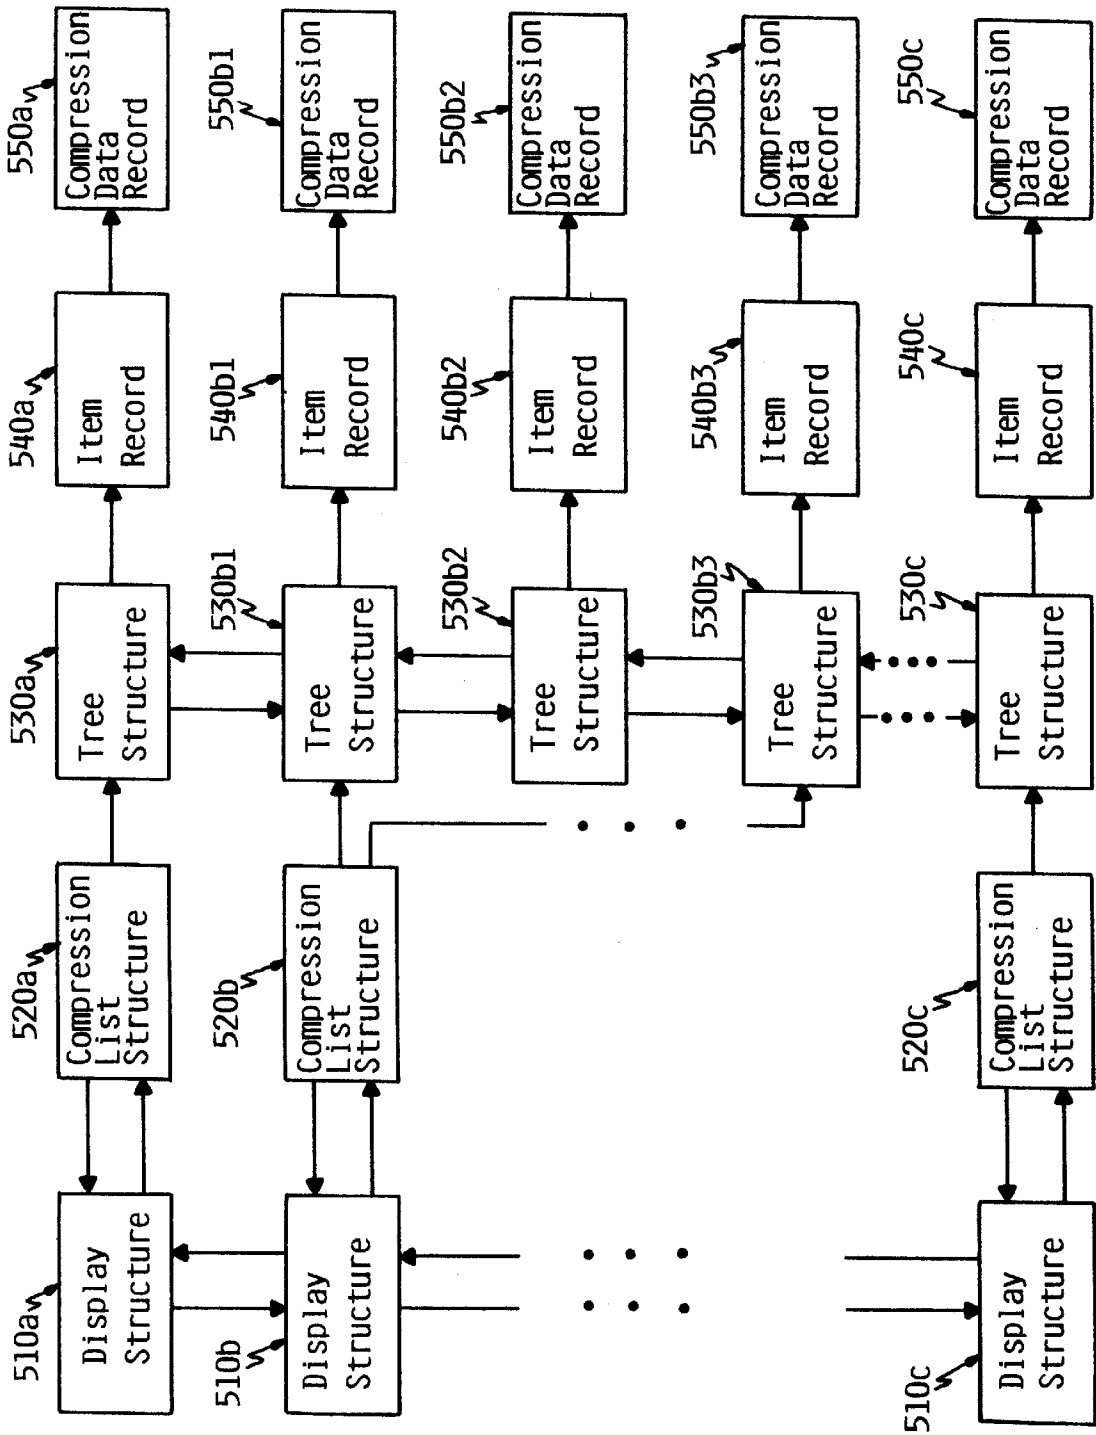 550a
Compression
Data
Record
550b1
Compression
Data
Record
550b2
Compression
Data
Record
550b3
Compression
Data
Record
550c
Compression
Data
Record
540a
Item
Record
540b1
Item
Record
540b2
Item
Record
540b3
Item
Record
540c
Item
Record
530a
Tree
Structure
530b1
Tree
Structure
530b2
Tree
Structure
530b3
Tree
Structure
530c
Tree
Structure
520a
Compression
List
Structure
520b
Compression
List
Structure
520c
Compression
List
Structure
510a
Display
Structure
510b
Display
Structure
510c
Display
Structure